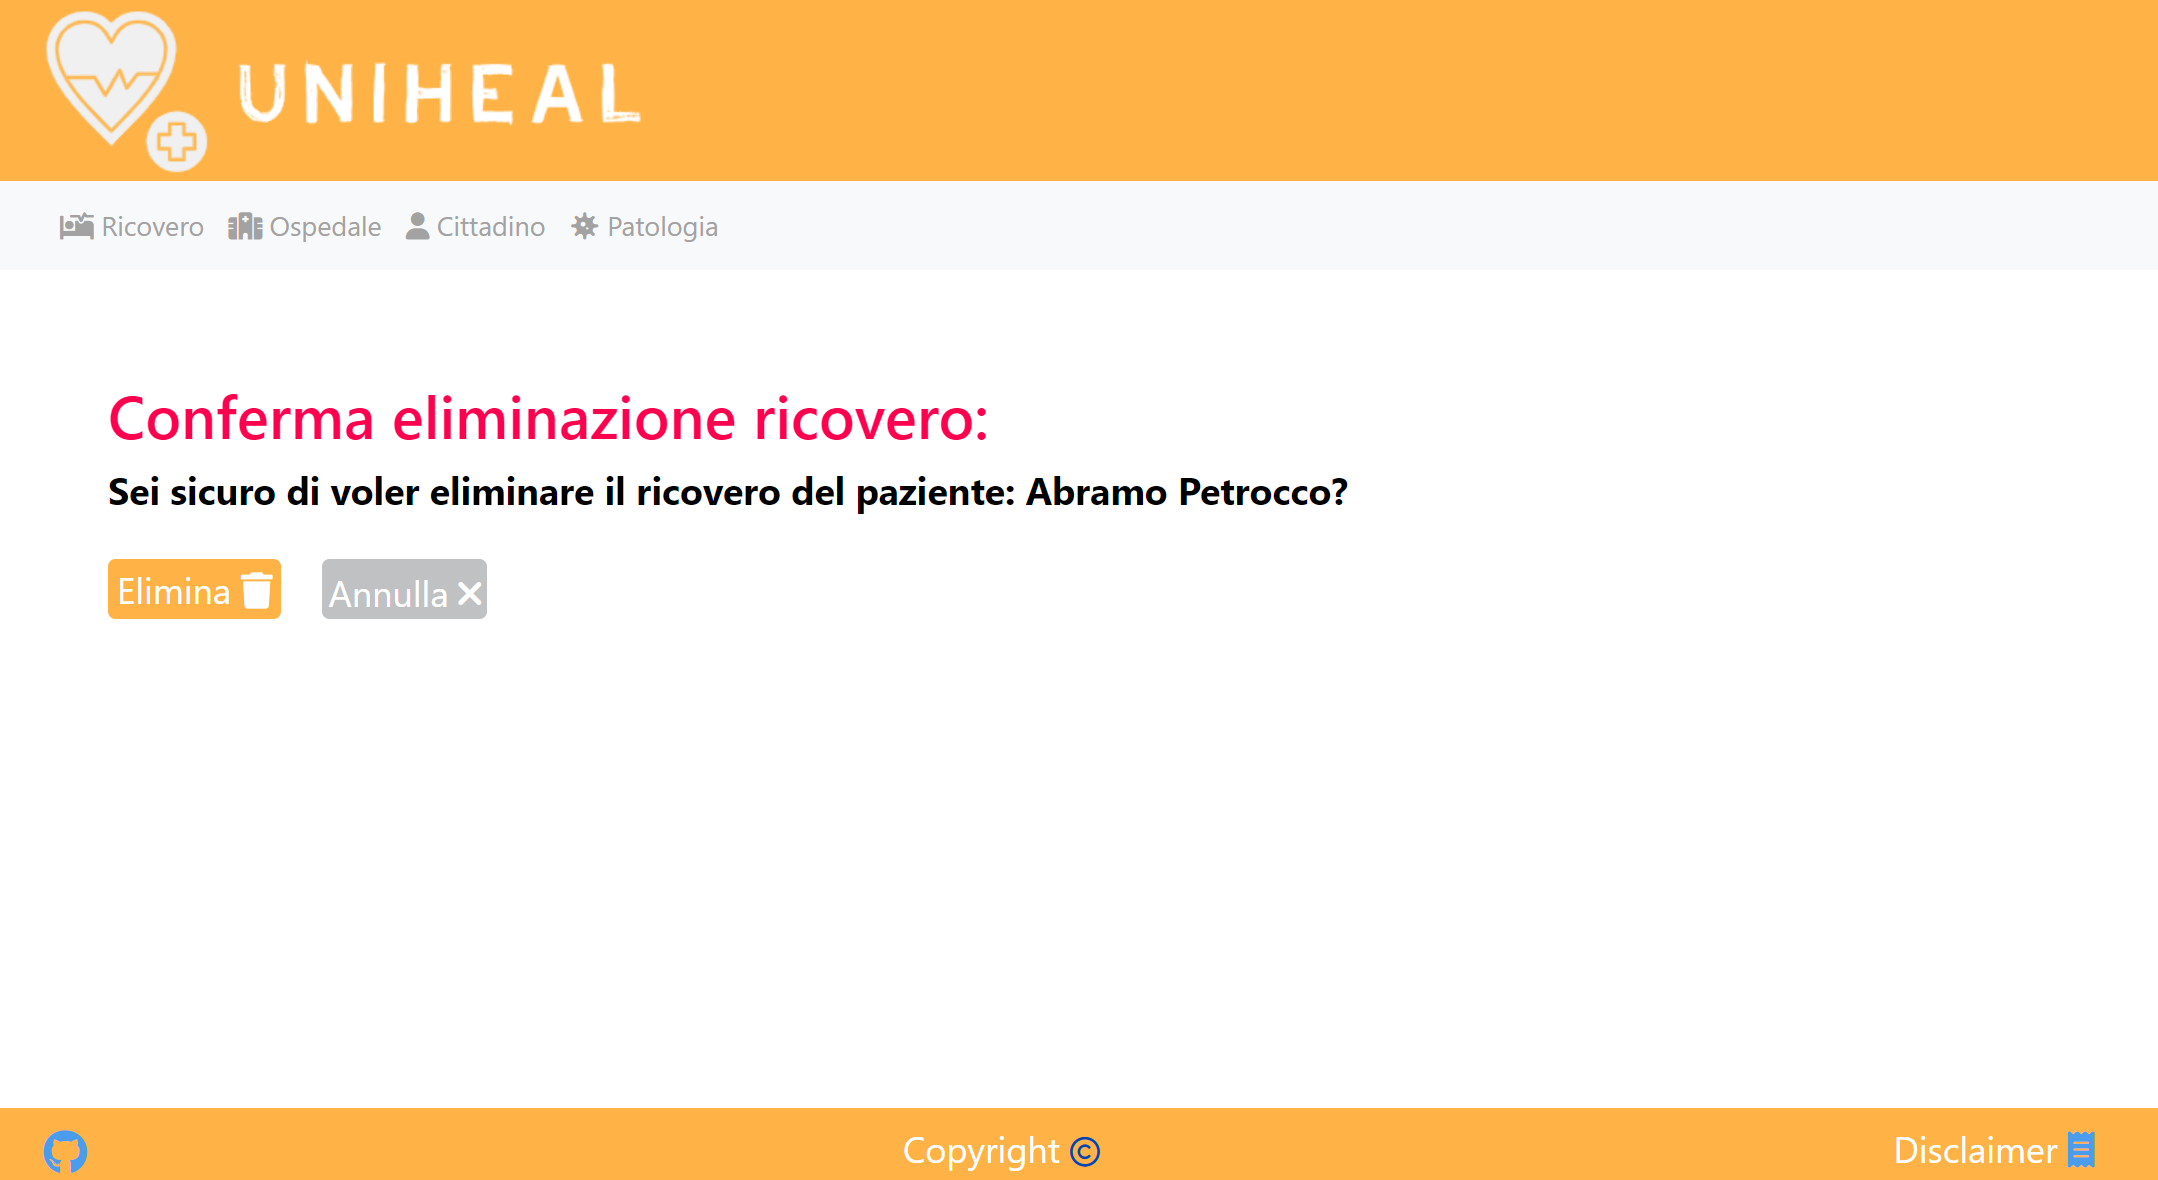 UNIHEAL
Ricovero Ospedale Cittadino Patologia
Conferma eliminazione ricovero:
Sei sicuro di voler eliminare il ricovero del paziente: Abramo Petrocco?
Elimina Annulla
Copyright © Disclaimer